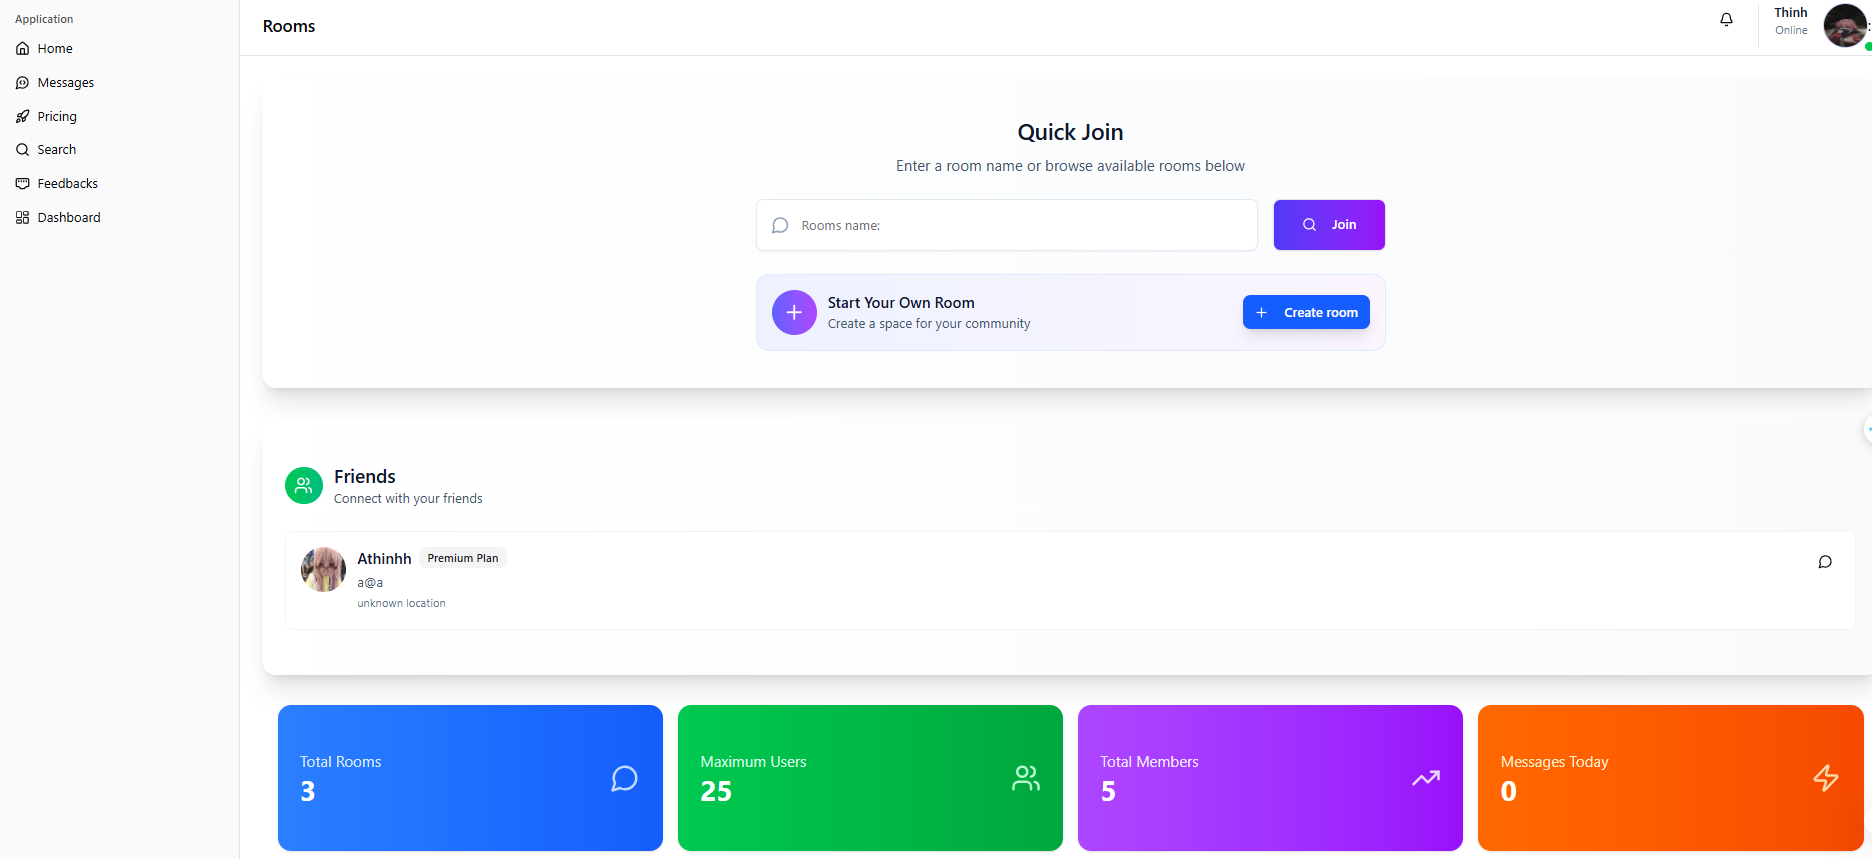 Application
Home
Messages
Pricing
Search
Feedbacks
Dashboard
Rooms
Thinh
Online
Quick Join
Enter a room name or browse available rooms below
Rooms name:
Join
Start Your Own Room
Create a space for your community
Create room
Friends
Connect with your friends
Athinhh Premium Plan
a@a
unknown location
Total Rooms
3
Maximum Users
25
Total Members
5
Messages Today
0